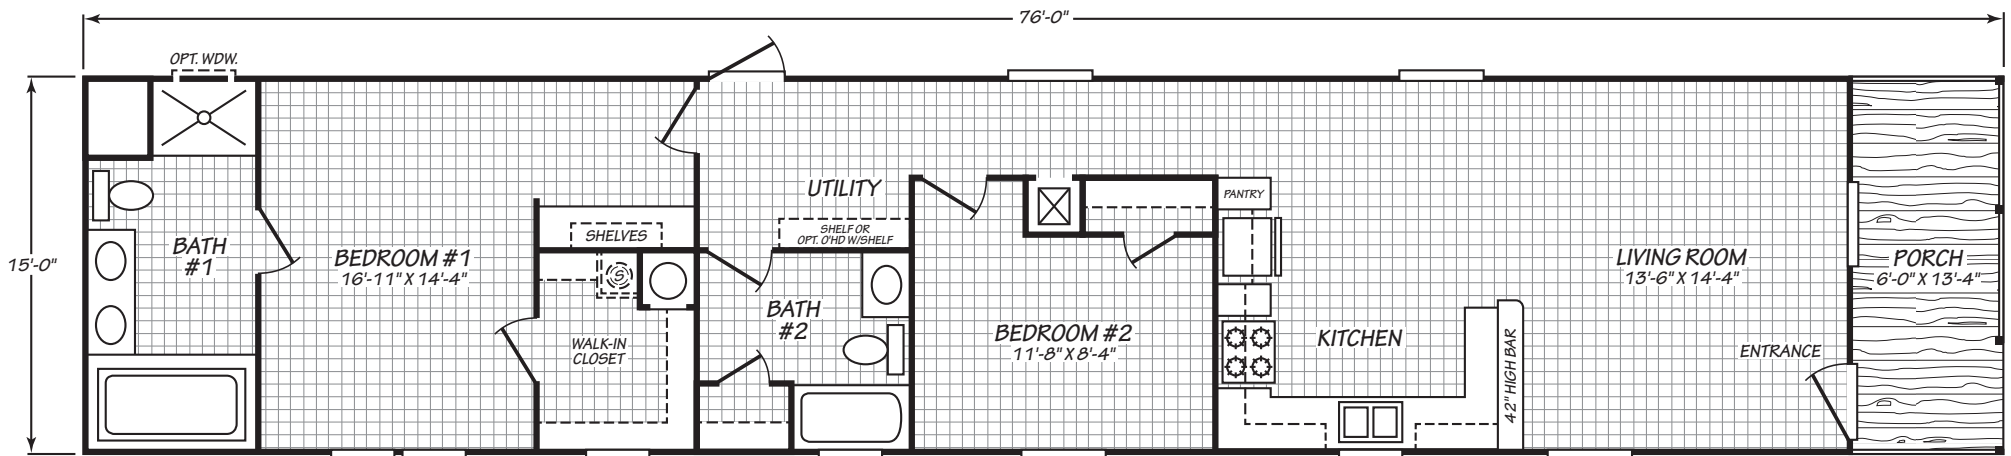 76'-0"
OPT. WDW.
15'-0"
BATH
#1
BEDROOM #1
16'-11" X 14'-4"
SHELVES
S
WALK-IN
CLOSET
UTILITY
SHELF OR
OPT. O'HD W/SHELF
BATH
#2
BEDROOM #2
11'-8" X 8'-4"
PANTRY
KITCHEN
42" HIGH BAR
LIVING ROOM
13'-6" X 14'-4"
ENTRANCE
PORCH
6'-0" X 13'-4"